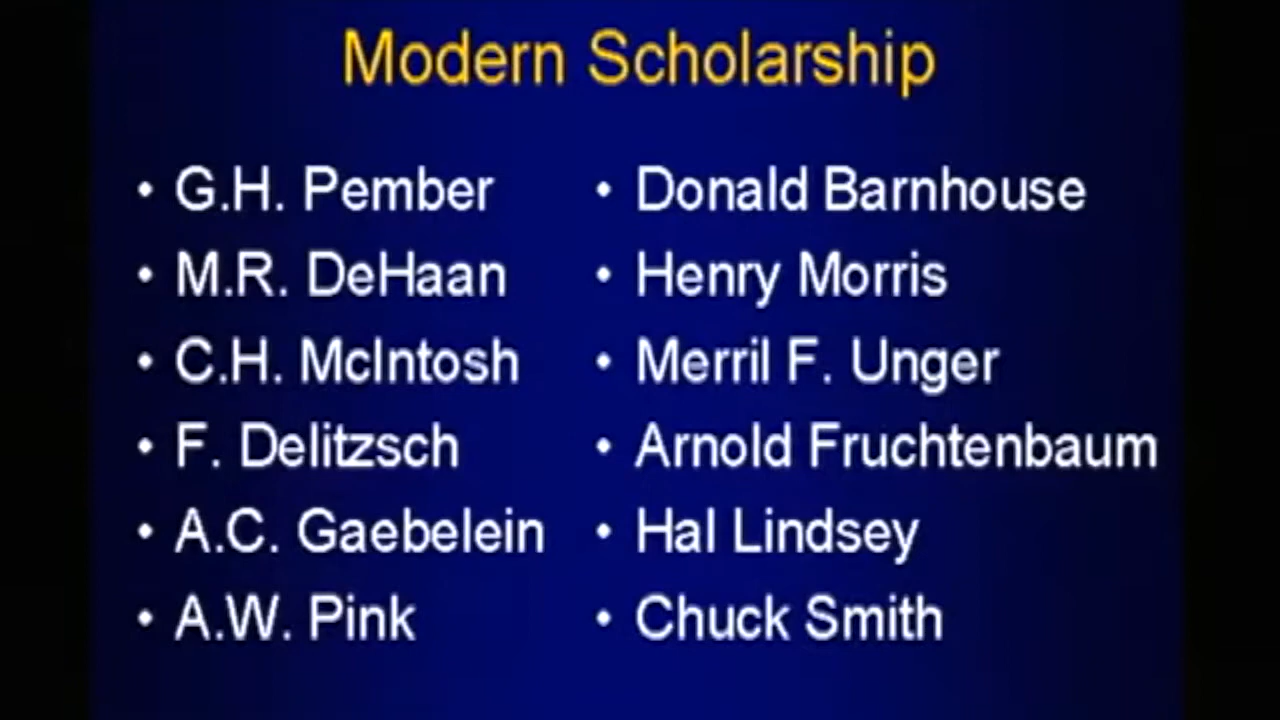 Modern Scholarship
• G.H. Pember
• M.R. DeHaan
• C.H. McIntosh
• F. Delitzsch
• A.C. Gaebelein
• A.W. Pink
• Donald Barnhouse
• Henry Morris
• Merril F. Unger
• Arnold Fruchtenbaum
• Hal Lindsey
• Chuck Smith